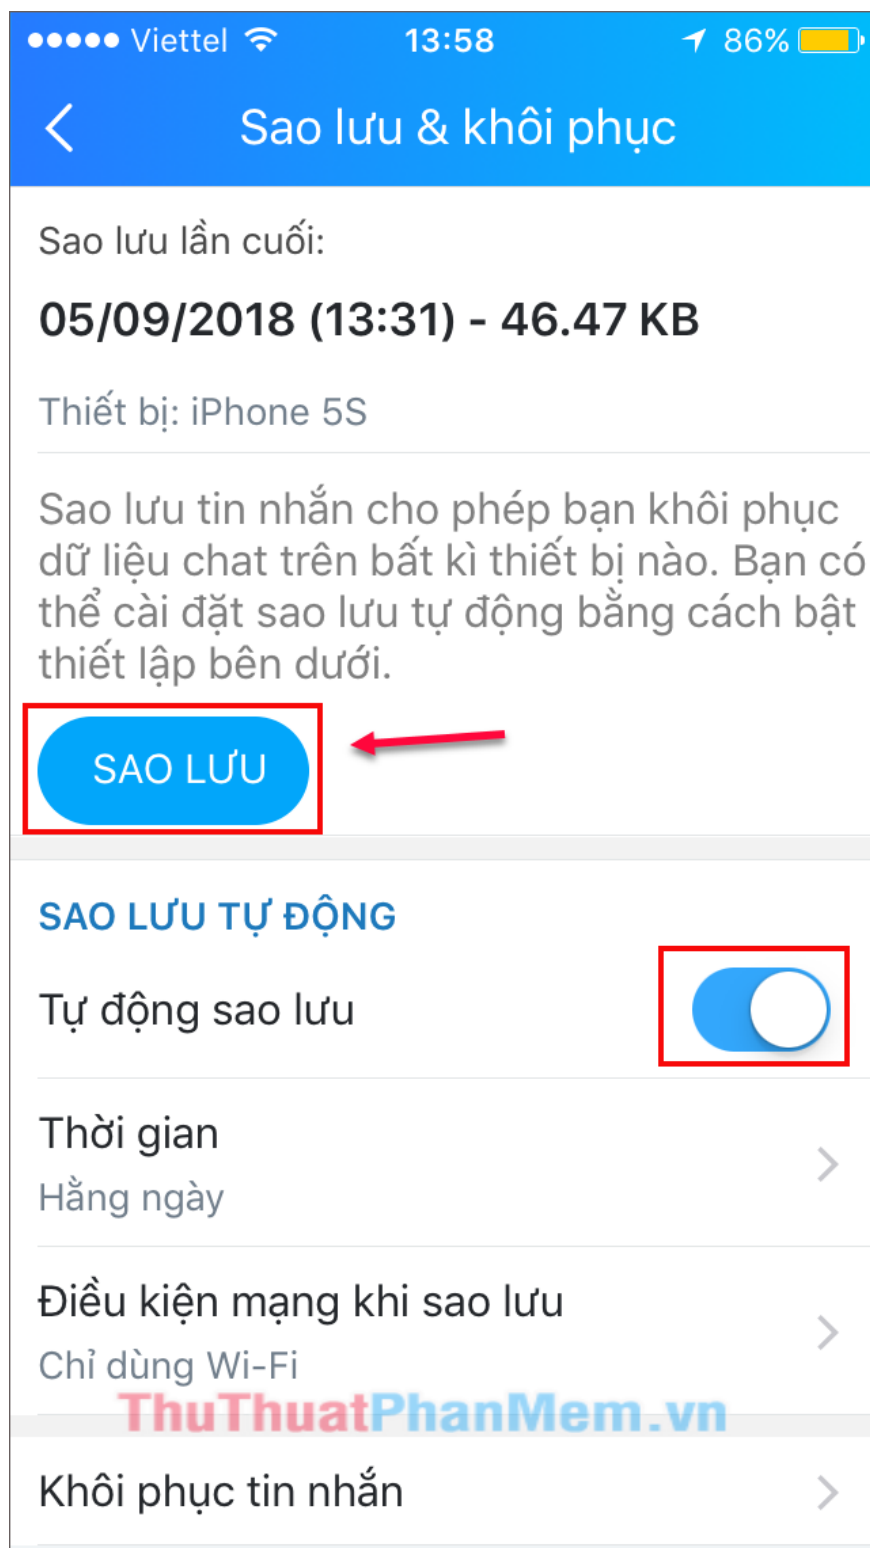 Viettel 13:58 86%
Sao lưu & khôi phục
Sao lưu lần cuối:
05/09/2018 (13:31) - 46.47 KB
Thiết bị: iPhone 5S
Sao lưu tin nhắn cho phép bạn khôi phục
dữ liệu chat trên bất kì thiết bị nào. Bạn có
thể cài đặt sao lưu tự động bằng cách bật
thiết lập bên dưới.
SAO LƯU
SAO LƯU TỰ ĐỘNG
Tự động sao lưu
Thời gian
Hằng ngày
Điều kiện mạng khi sao lưu
Chỉ dùng Wi-Fi
ThuThuatPhanMem.vn
Khôi phục tin nhắn